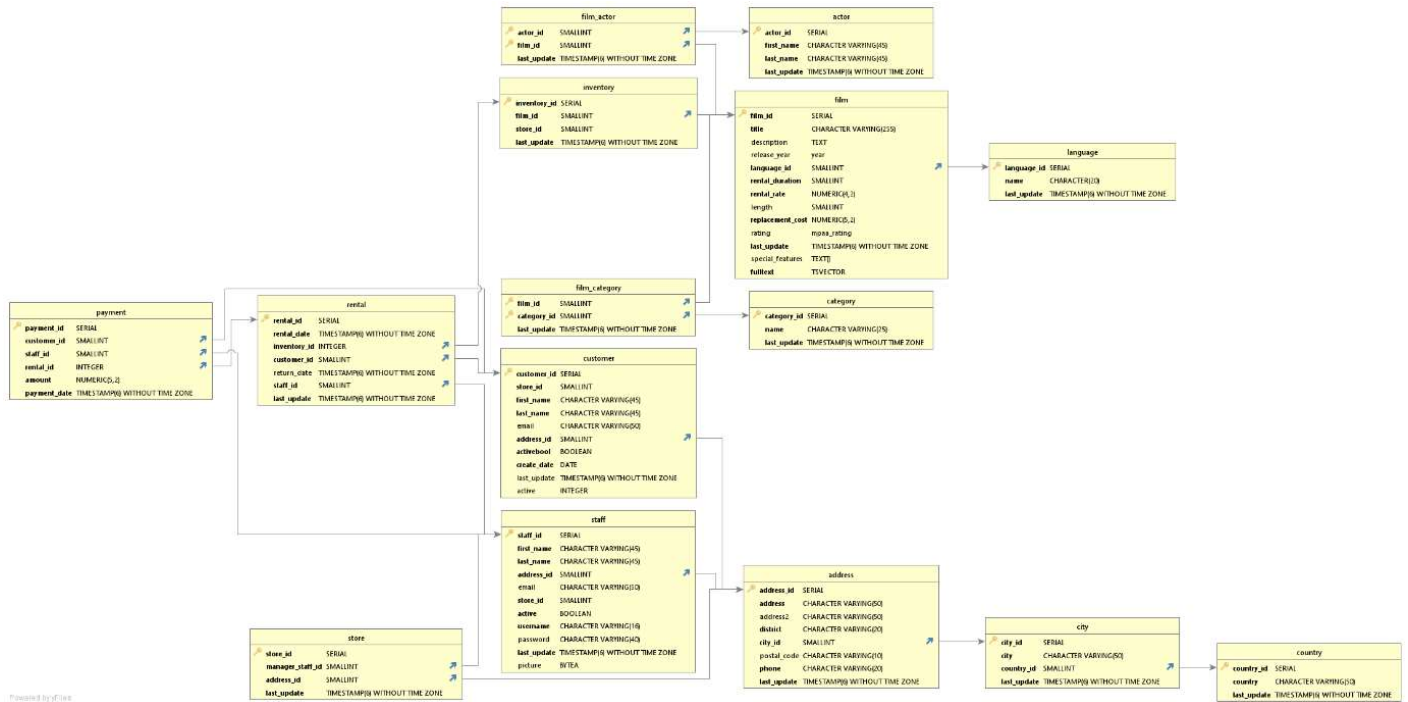 film_actor
actor_id SMALLINT
film_id SMALLINT
last_update TIMESTAMP(6) WITHOUT TIME ZONE
actor
actor_id SERIAL
first_name CHARACTER VARYING(45)
last_name CHARACTER VARYING(45)
last_update TIMESTAMP(6) WITHOUT TIME ZONE
inventory
inventory_id SERIAL
film_id SMALLINT
store_id SMALLINT
last_update TIMESTAMP(6) WITHOUT TIME ZONE
film
film_id SERIAL
title CHARACTER VARYING(255)
description TEXT
release_year year
language_id SMALLINT
rental_duration SMALLINT
rental_rate NUMERIC(4,2)
length SMALLINT
replacement_cost NUMERIC(5,2)
rating mpaa_rating
last_update TIMESTAMP(6) WITHOUT TIME ZONE
special_features TEXT[]
fulltext TSVECTOR
language
language_id SERIAL
name CHARACTER(20)
last_update TIMESTAMP(6) WITHOUT TIME ZONE
film_category
film_id SMALLINT
category_id SMALLINT
last_update TIMESTAMP(6) WITHOUT TIME ZONE
category
category_id SERIAL
name CHARACTER VARYING(25)
last_update TIMESTAMP(6) WITHOUT TIME ZONE
payment
payment_id SERIAL
customer_id SMALLINT
staff_id SMALLINT
rental_id INTEGER
amount NUMERIC(5,2)
payment_date TIMESTAMP(6) WITHOUT TIME ZONE
rental
rental_id SERIAL
rental_date TIMESTAMP(6) WITHOUT TIME ZONE
inventory_id INTEGER
customer_id SMALLINT
return_date TIMESTAMP(6) WITHOUT TIME ZONE
staff_id SMALLINT
last_update TIMESTAMP(6) WITHOUT TIME ZONE
customer
customer_id SERIAL
store_id SMALLINT
first_name CHARACTER VARYING(45)
last_name CHARACTER VARYING(45)
email CHARACTER VARYING(50)
address_id SMALLINT
activebool BOOLEAN
create_date DATE
last_update TIMESTAMP(6) WITHOUT TIME ZONE
active INTEGER
staff
staff_id SERIAL
first_name CHARACTER VARYING(45)
last_name CHARACTER VARYING(45)
address_id SMALLINT
email CHARACTER VARYING(50)
store_id SMALLINT
active BOOLEAN
username CHARACTER VARYING(16)
password CHARACTER VARYING(40)
last_update TIMESTAMP(6) WITHOUT TIME ZONE
picture BYTEA
store
store_id SERIAL
manager_staff_id SMALLINT
address_id SMALLINT
last_update TIMESTAMP(6) WITHOUT TIME ZONE
address
address_id SERIAL
address CHARACTER VARYING(50)
address2 CHARACTER VARYING(50)
district CHARACTER VARYING(20)
city_id SMALLINT
postal_code CHARACTER VARYING(10)
phone CHARACTER VARYING(20)
last_update TIMESTAMP(6) WITHOUT TIME ZONE
city
city_id SERIAL
city CHARACTER VARYING(50)
country_id SMALLINT
last_update TIMESTAMP(6) WITHOUT TIME ZONE
country
country_id SERIAL
country CHARACTER VARYING(50)
last_update TIMESTAMP(6) WITHOUT TIME ZONE
Powered by yFiles